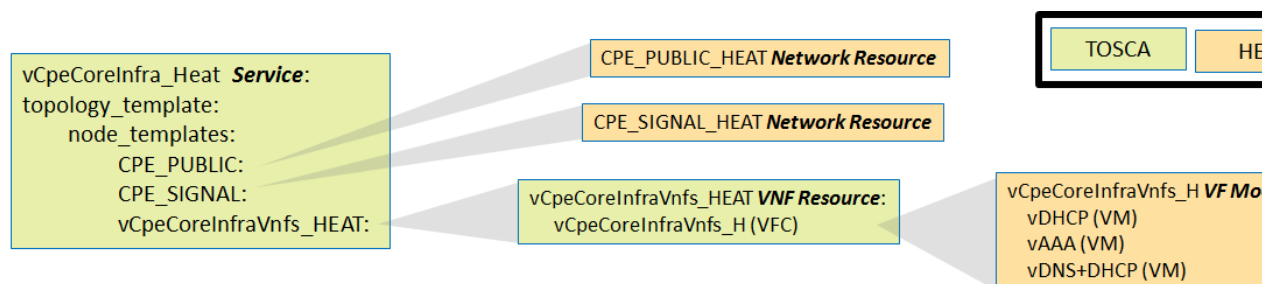 vCpeCoreInfra_Heat Service:
topology_template:
node_templates:
CPE_PUBLIC:
CPE_SIGNAL:
vCpeCoreInfraVnfs_HEAT:
CPE_PUBLIC_HEAT Network Resource
CPE_SIGNAL_HEAT Network Resource
vCpeCoreInfraVnfs_HEAT VNF Resource:
vCpeCoreInfraVnfs_H (VFC)
TOSCA
vCpeCoreInfraVnfs_H VF
vDHCP (VM)
vAAA (VM)
vDNS+DHCP (VM)